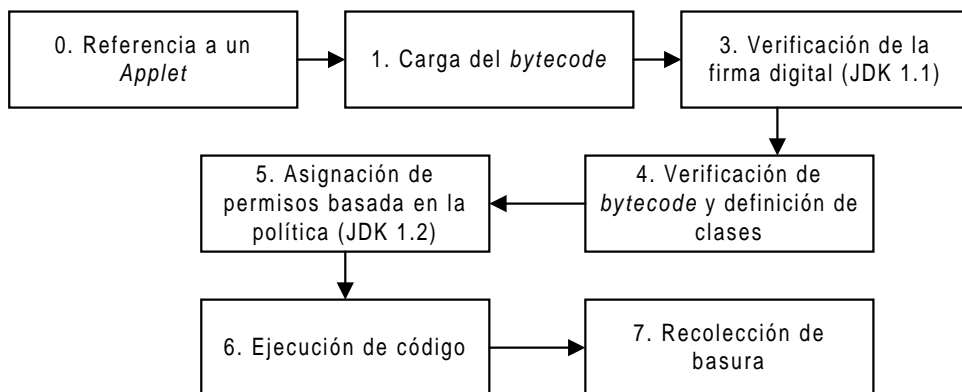 0. Referencia a un
Applet
1. Carga del bytecode
3. Verificación de la
firma digital (JDK 1.1)
5. Asignación de
permisos basada en la
política (JDK 1.2)
4. Verificación de
bytecode y definición de
clases
6. Ejecución de código
7. Recolección de
basura